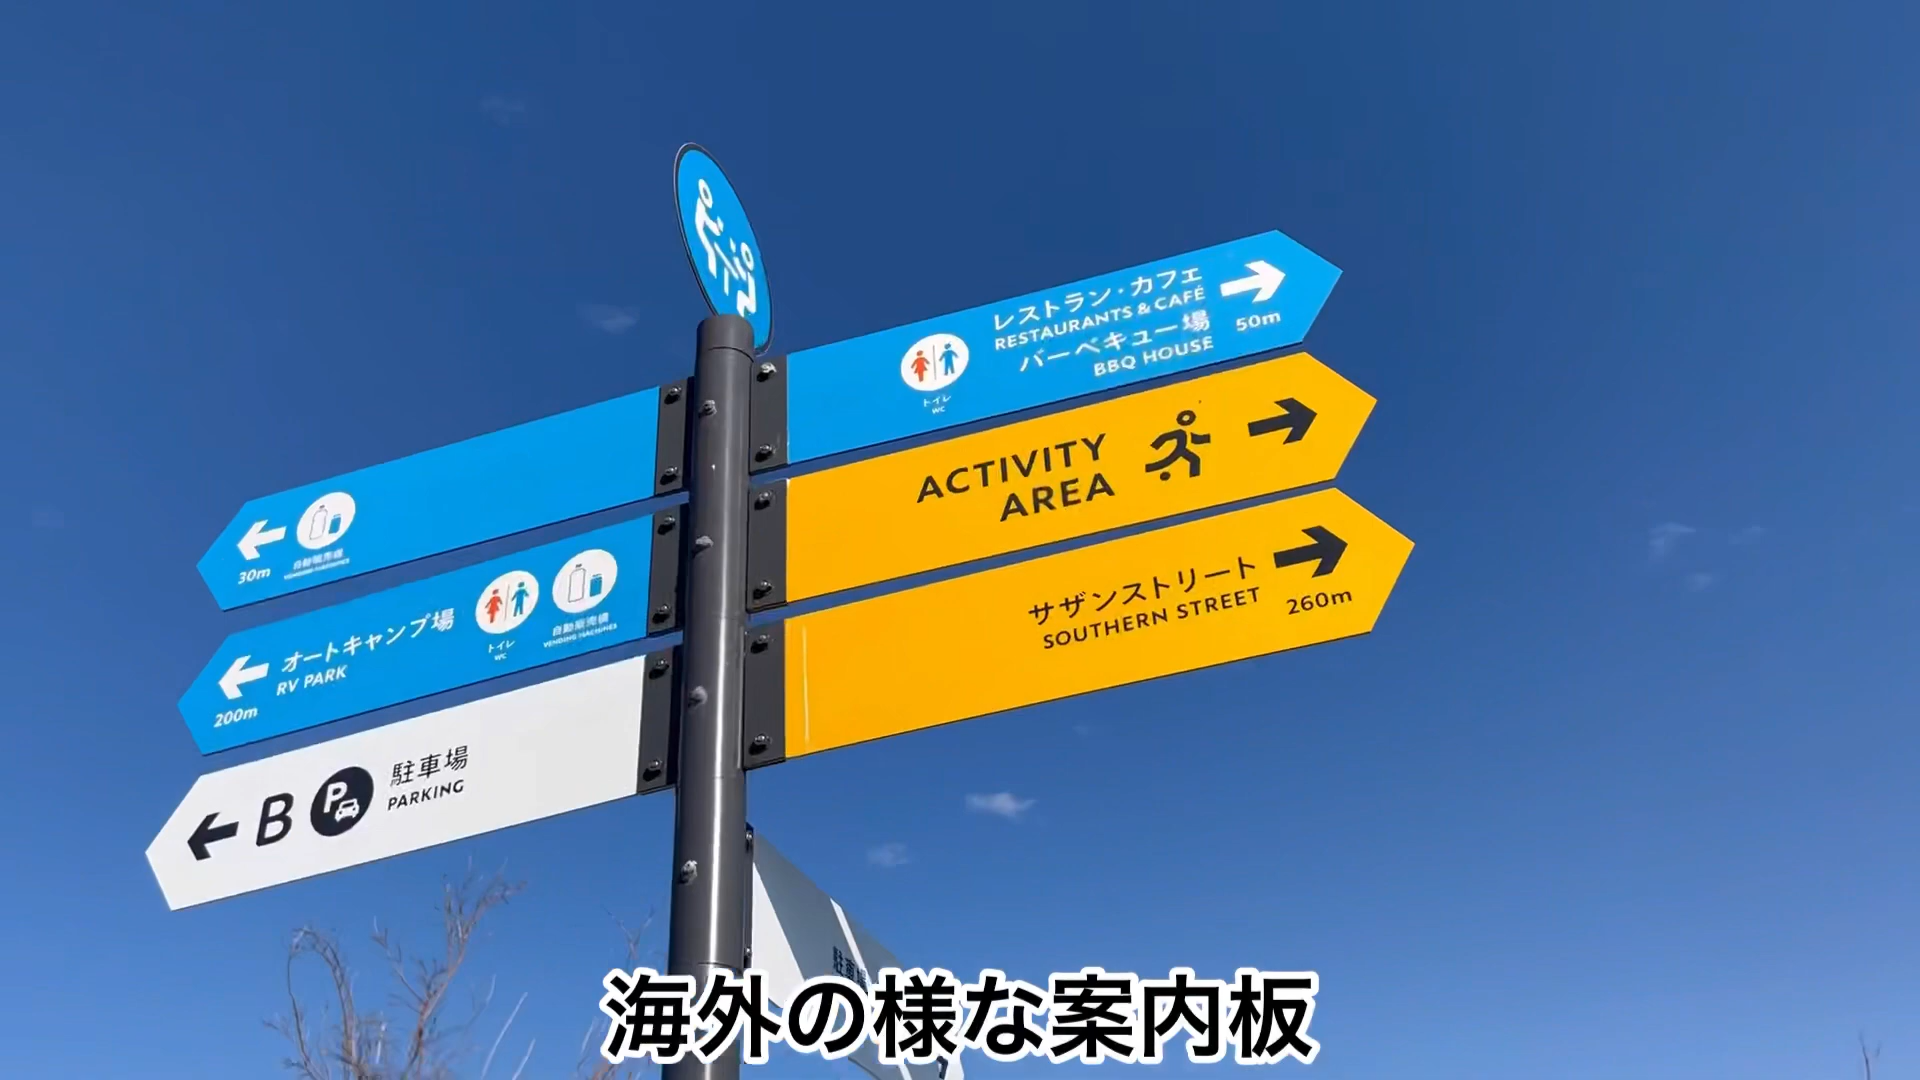 レストラン・カフェ
RESTAURANTS & CAFÉ
バーベキュー場
BBQ HOUSE
50m
トイレ
WC
ACTIVITY
AREA
サザンストリート
SOUTHERN STREET
260m
30m
自動販売機
VENDING MACHINES
オートキャンプ場
RV PARK
200m
トイレ
WC
自動販売機
VENDING MACHINES
B
P
駐車場
PARKING
海外の様な案内板